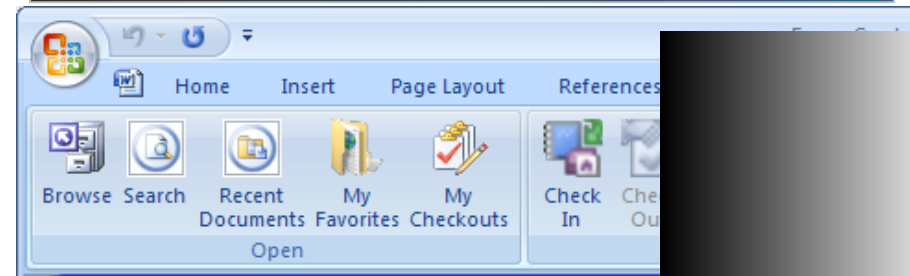 Home Insert Page Layout References
Browse Search Recent Documents My Favorites My Checkouts Check In
Open